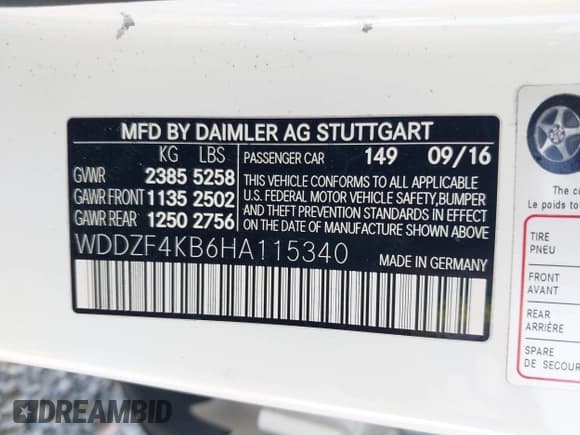 MFD BY DAIMLER AG STUTTGART
KG LBS
GVWR 2385 5258
GAWR FRONT 1135 2502
GAWR REAR 1250 2756
PASSENGER CAR 149 09/16
THIS VEHICLE CONFORMS TO ALL APPLICABLE
U.S. FEDERAL MOTOR VEHICLE SAFETY,BUMPER
AND THEFT PREVENTION STANDARDS IN EFFECT
ON THE DATE OF MANUFACTURE SHOWN ABOVE
WDDZF4KB6HA115340
MADE IN GERMANY
The c
Le poids
TIRE
PNEU
FRONT
AVANT
REAR
ARRIÈRE
SPARE
DE SECOUR
DREAMBID